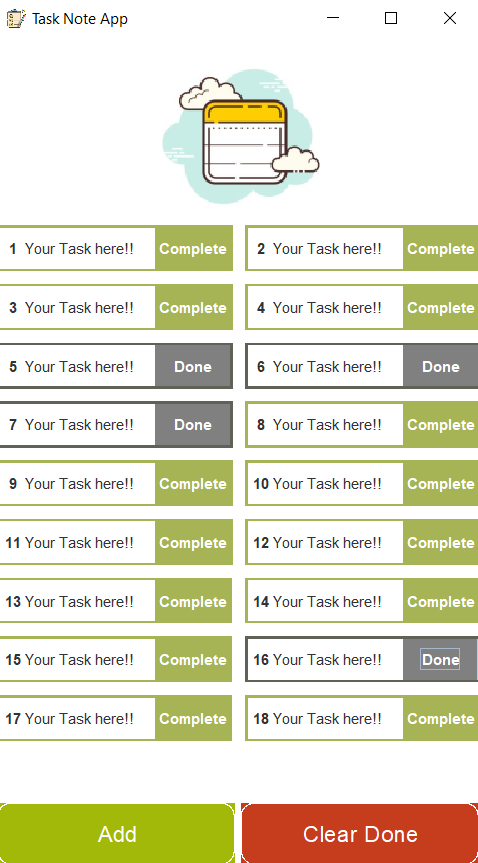 Task Note App
1 Your Task here!! Complete 2 Your Task here!! Complete
3 Your Task here!! Complete 4 Your Task here!! Complete
5 Your Task here!! Done 6 Your Task here!! Done
7 Your Task here!! Done 8 Your Task here!! Complete
9 Your Task here!! Complete 10 Your Task here!! Complete
11 Your Task here!! Complete 12 Your Task here!! Complete
13 Your Task here!! Complete 14 Your Task here!! Complete
15 Your Task here!! Complete 16 Your Task here!! Done
17 Your Task here!! Complete 18 Your Task here!! Complete
Add Clear Done